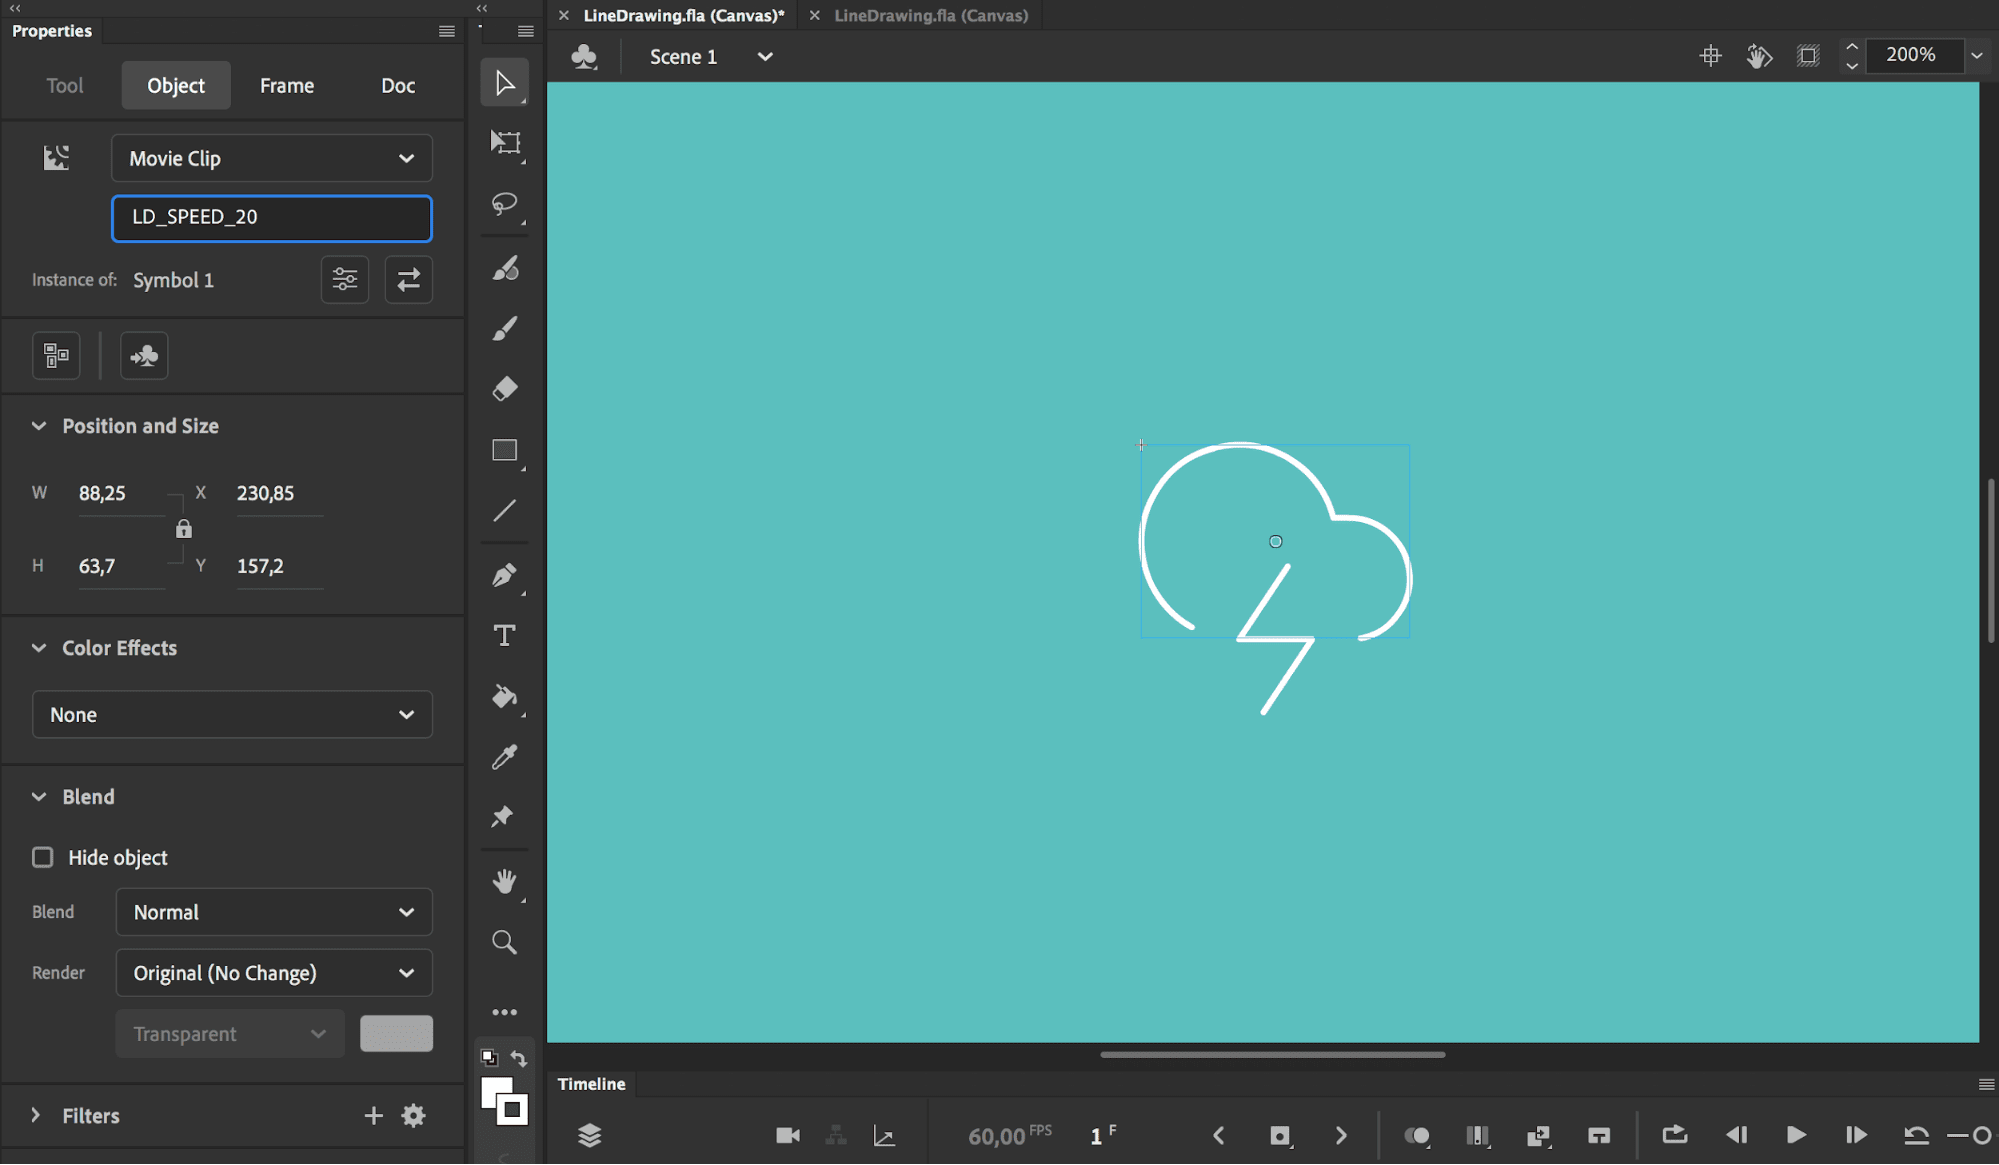 LineDrawing.fla (Canvas)*
LineDrawing.fla (Canvas)
Properties
Scene 1
200%
Tool
Object
Frame
Doc
Movie Clip
LD_SPEED_20
Instance of:
Symbol 1
Position and Size
W
88,25
X
230,85
H
63,7
Y
157,2
Color Effects
None
Blend
Hide object
Blend
Normal
Render
Original (No Change)
Transparent
Filters
T
Timeline
60,00 FPS
1 F